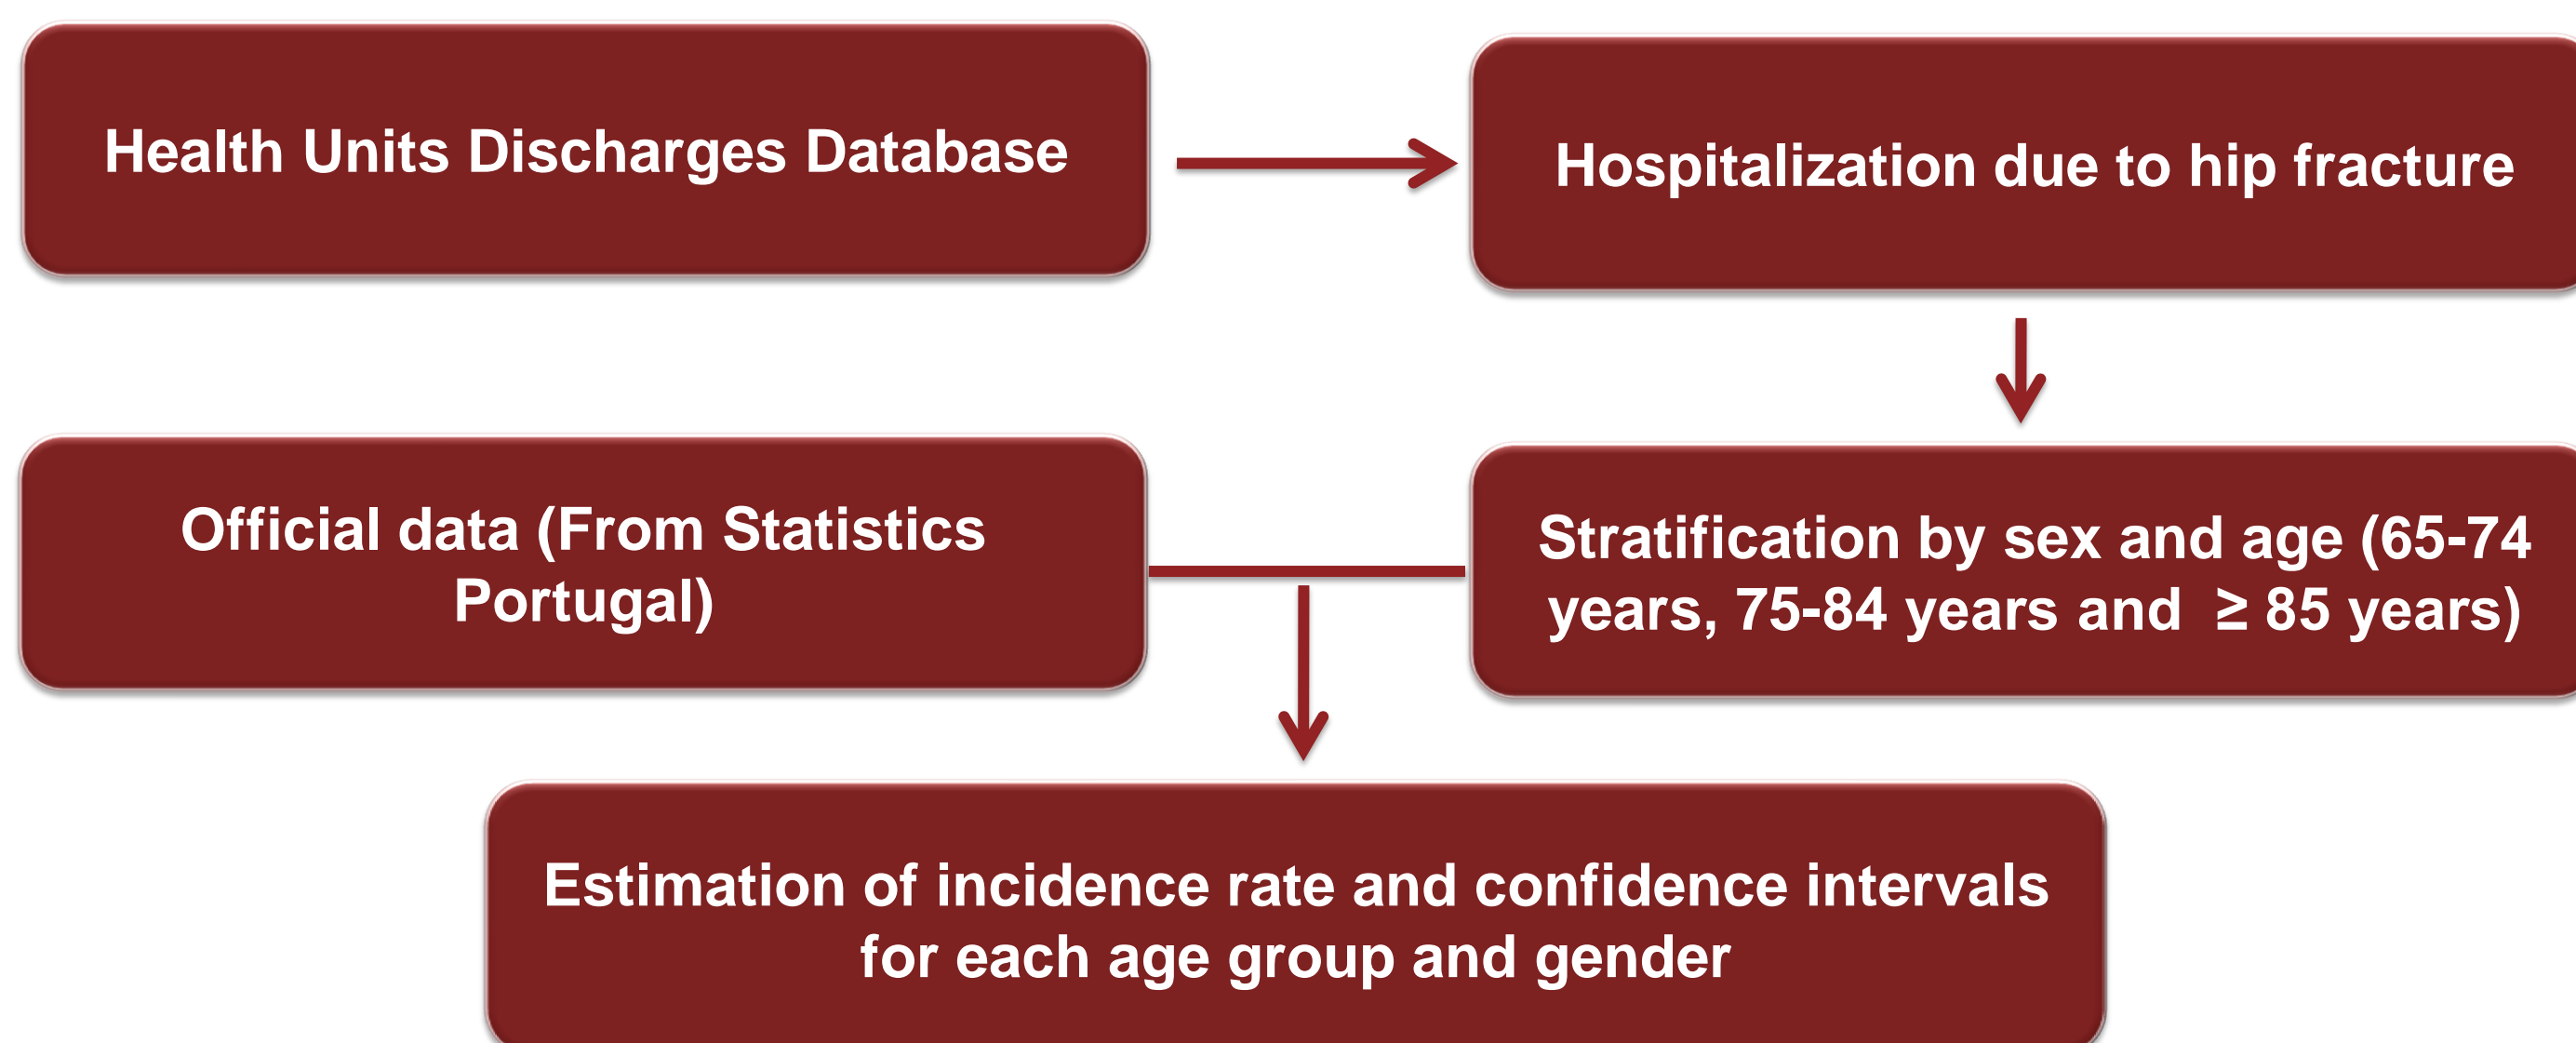 Health Units Discharges Database
Hospitalization due to hip fracture
Official data (From Statistics
Portugal)
Stratification by sex and age (65-74
years, 75-84 years and  ≥ 85 years)
Estimation of incidence rate and confidence intervals
for each age group and gender